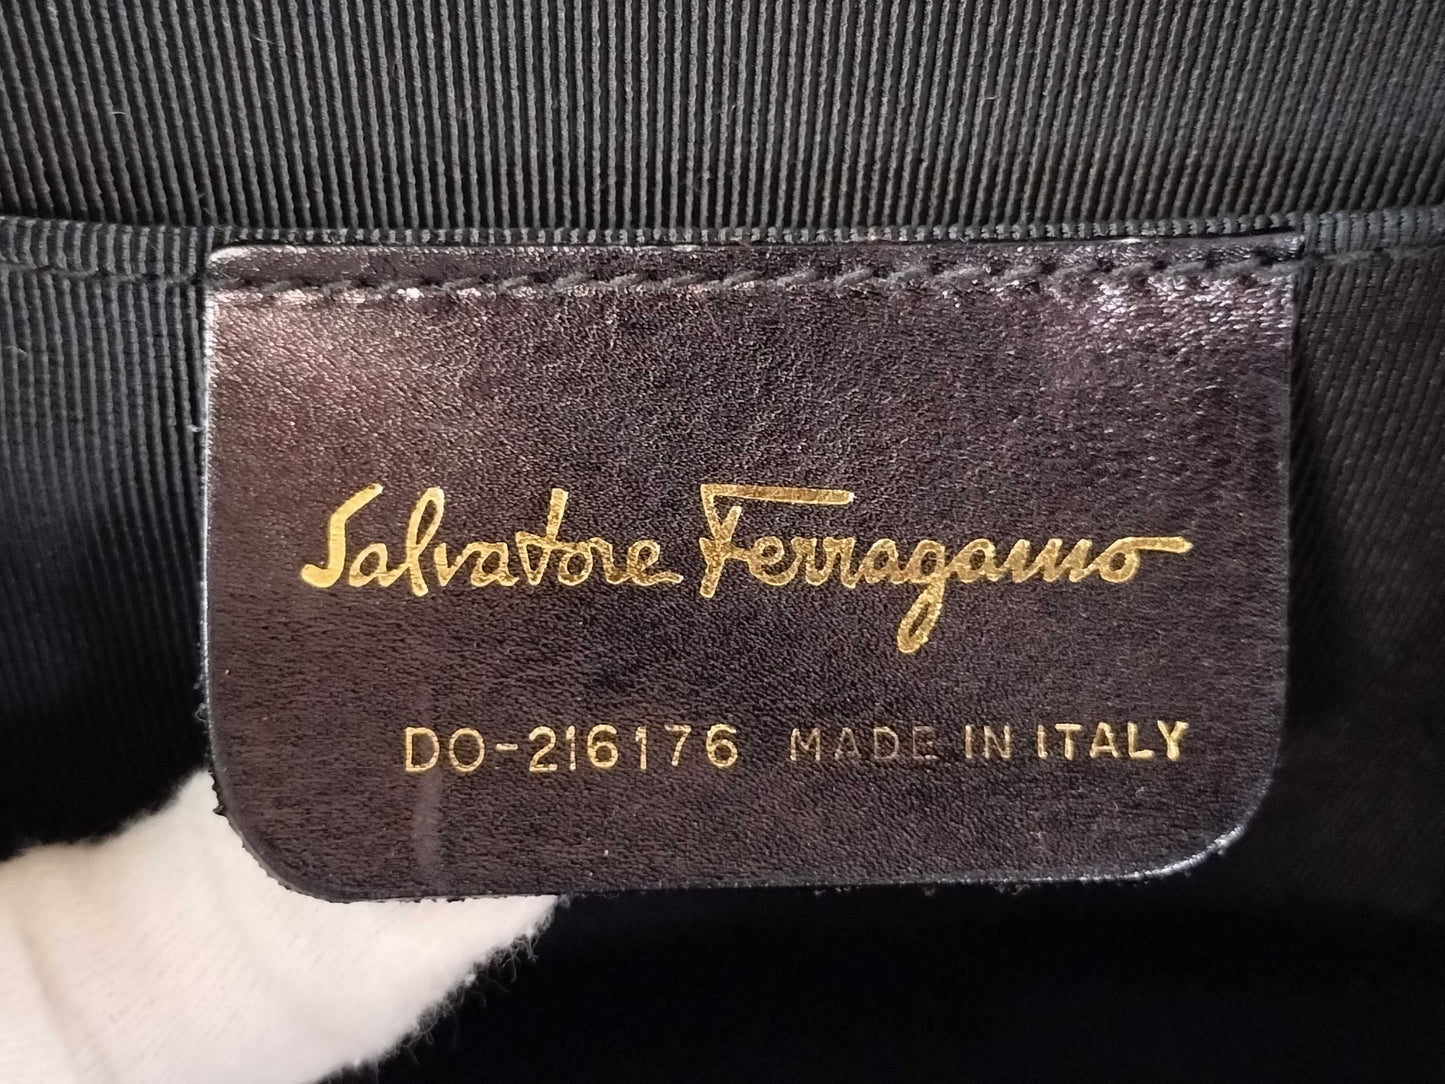 Salvatore Ferragamo
DO-216176 MADE IN ITALY